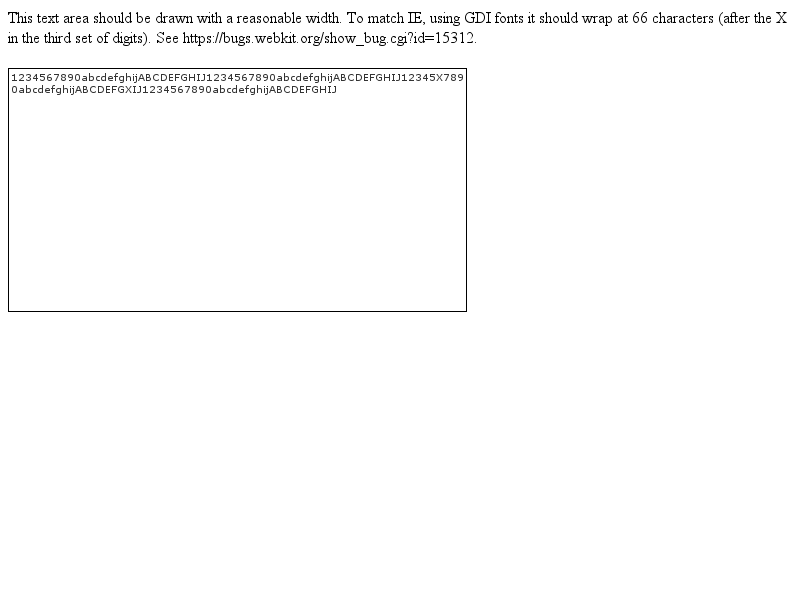 This text area should be drawn with a reasonable width. To match IE, using GDI fonts it should wrap at 66 characters (after the X
in the third set of digits). See https://bugs.webkit.org/show_bug.cgi?id=15312.
1234567890abcdefghijABCDEFGHIJ1234567890abcdefghijABCDEFGHIJ12345X789
0abcdefghijABCDEFGXIJ1234567890abcdefghijABCDEFGHIJ